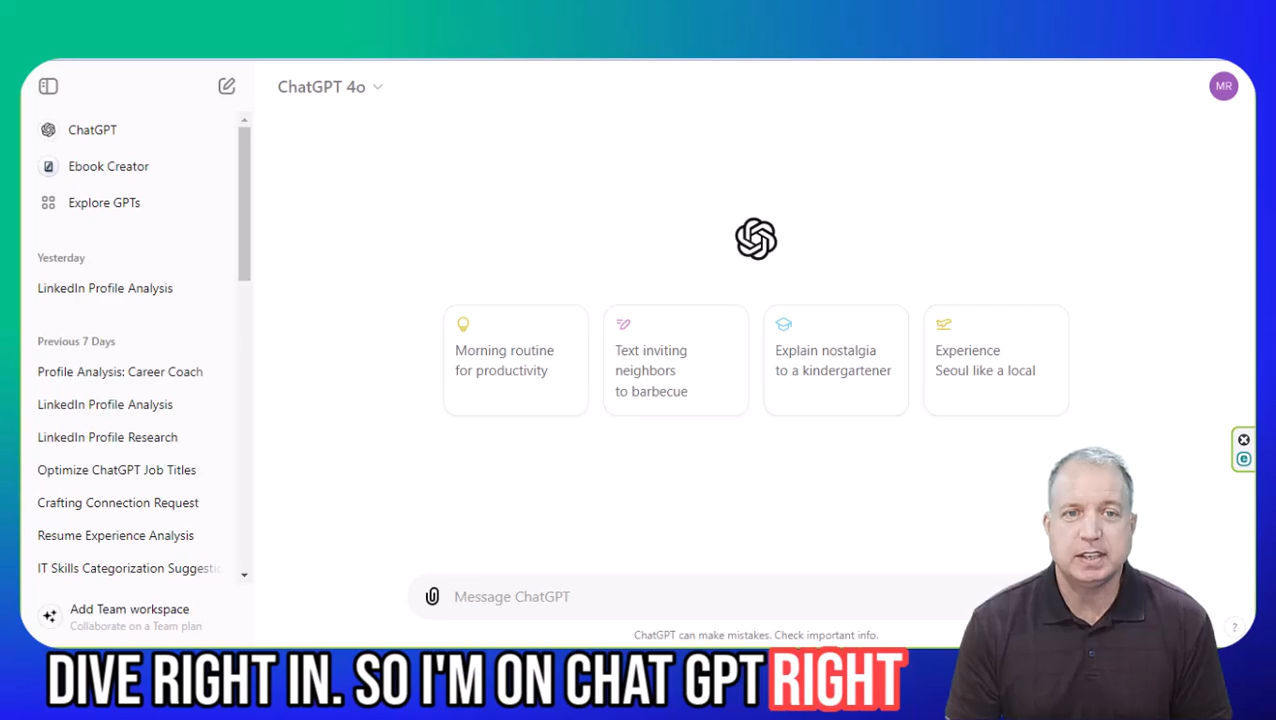 ChatGPT 4o
MR
ChatGPT
Ebook Creator
Explore GPTs
Yesterday
LinkedIn Profile Analysis
Previous 7 Days
Profile Analysis: Career Coach
LinkedIn Profile Analysis
LinkedIn Profile Research
Optimize ChatGPT Job Titles
Crafting Connection Request
Resume Experience Analysis
IT Skills Categorization Suggestic
Add Team workspace
Collaborate on a Team plan
Morning routine
for productivity
Text inviting
neighbors
to barbecue
Explain nostalgia
to a kindergartener
Experience
Seoul like a local
Message ChatGPT
ChatGPT can make mistakes. Check important info.
?
e
DIVE RIGHT IN. SO I'M ON CHAT GPT RIGHT